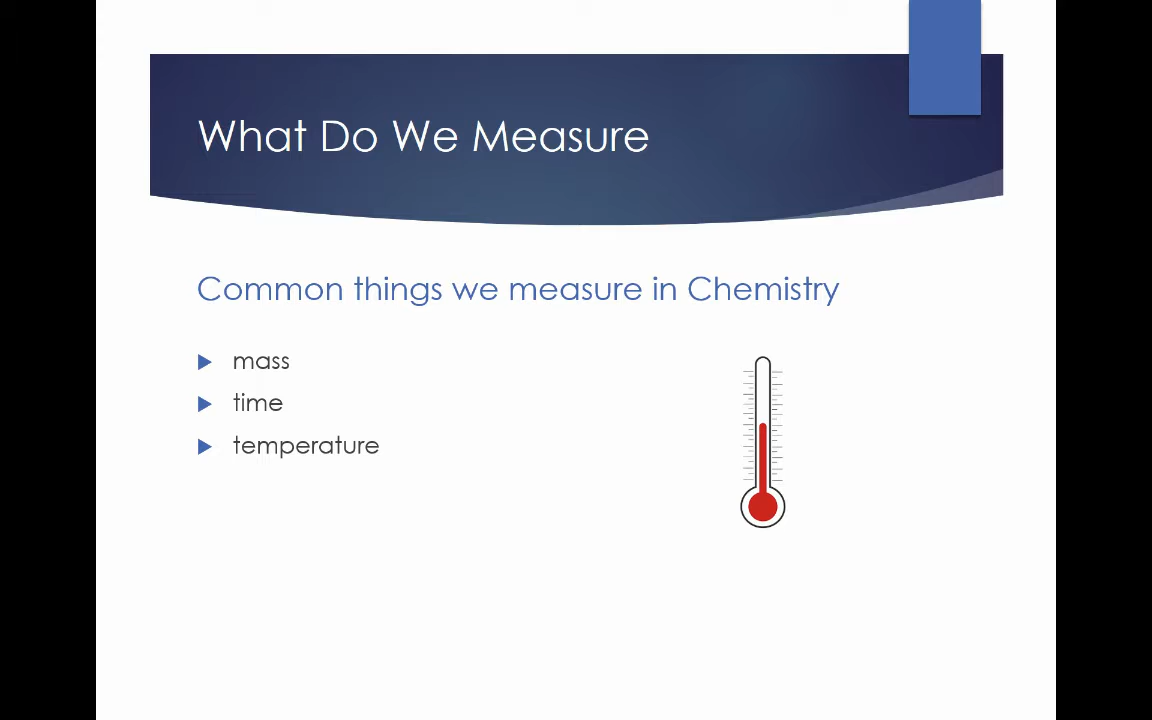 What Do We Measure
Common things we measure in Chemistry
mass
time
temperature